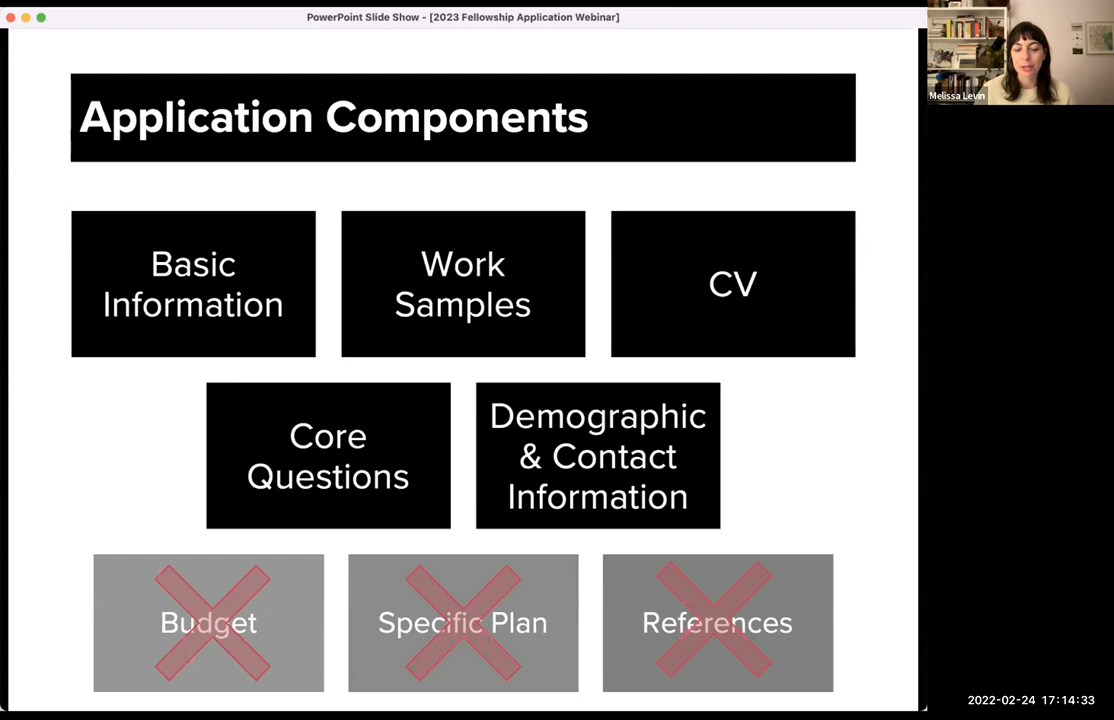 PowerPoint Slide Show - [2023 Fellowship Application Webinar]
Application Components
Basic
Information
Work
Samples
CV
Core
Questions
Demographic
& Contact
Information
Budget
Specific Plan
References
Melissa Levin
2022-02-24 17:14:33